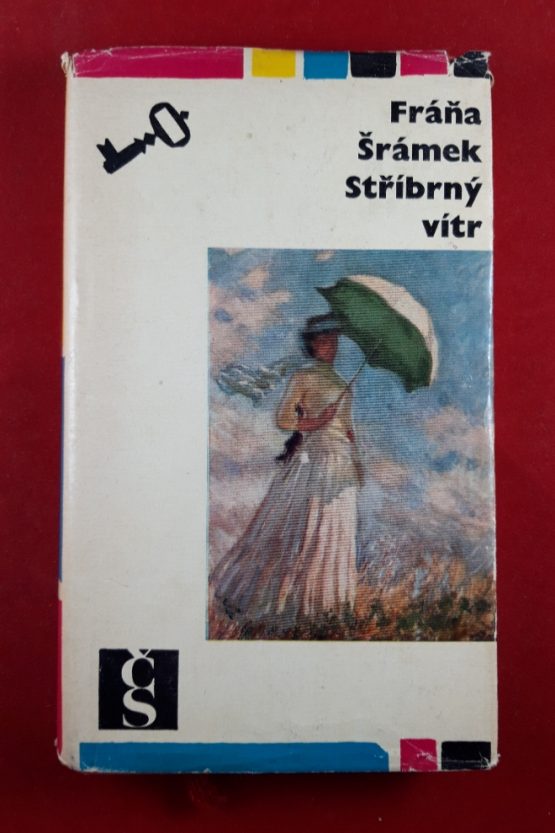 Fráňa
Šrámek
Stříbrný
vítr
ČS